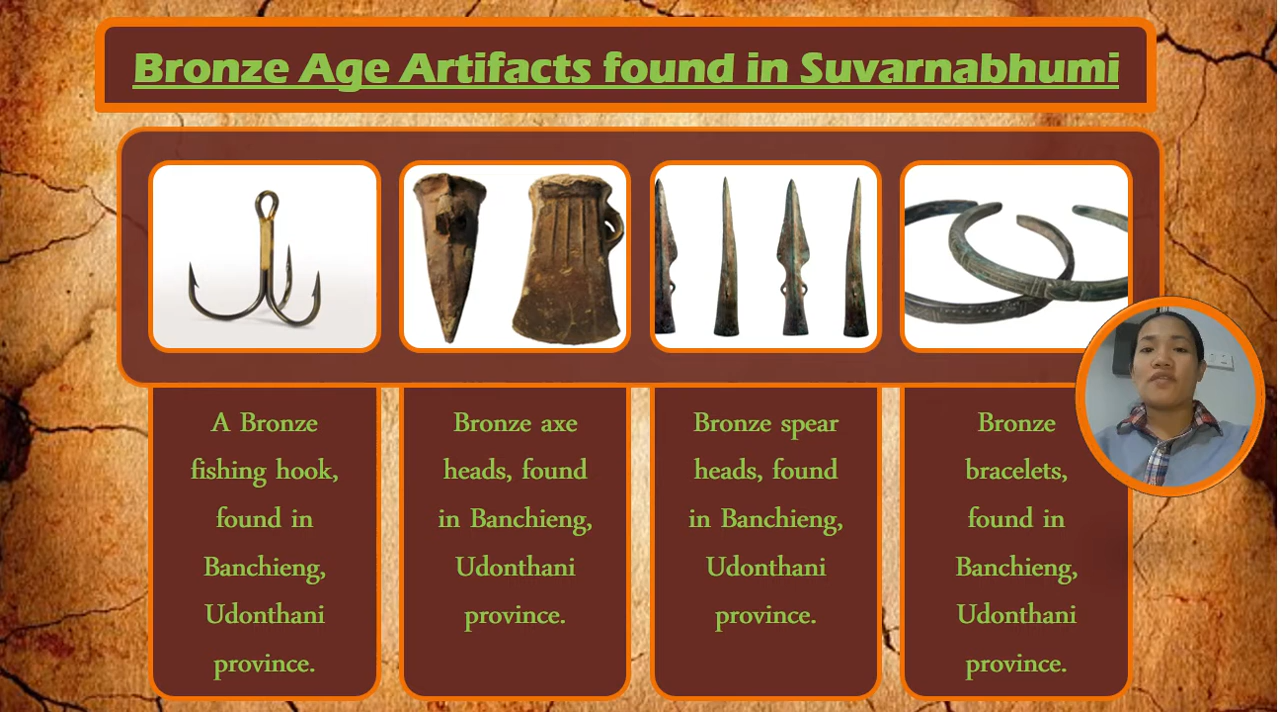 Bronze Age Artifacts found in Suvarnabhumi
A Bronze
fishing hook,
found in
Banchieng,
Udonthani
province.
Bronze axe
heads, found
in Banchieng,
Udonthani
province.
Bronze spear
heads, found
in Banchieng,
Udonthani
province.
Bronze
bracelets,
found in
Banchieng,
Udonthani
province.